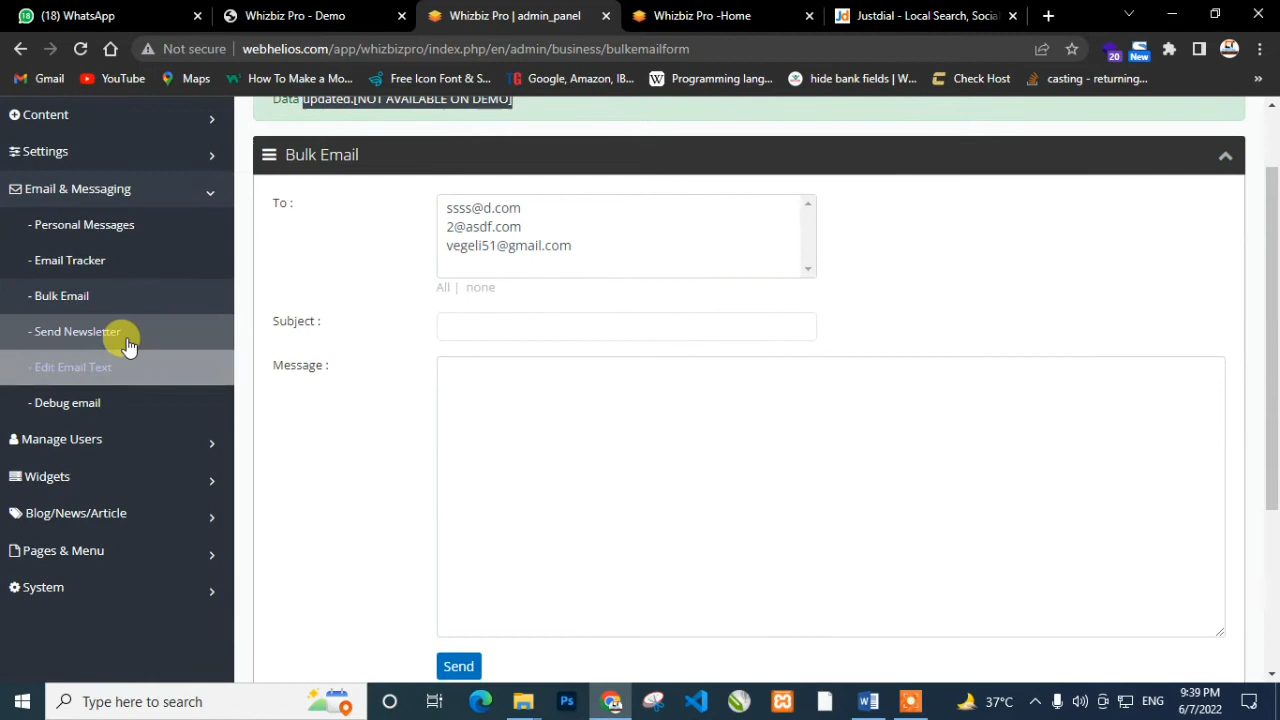 (18) WhatsApp
Whizbiz Pro - Demo
Whizbiz Pro | admin_panel
Whizbiz Pro -Home
Justdial - Local Search, Socia
Not secure
webhelios.com/app/whizbizpro/index.php/en/admin/business/bulkemailform
20
New
Gmail
YouTube
Maps
How To Make a Mo...
Free Icon Font & S...
Google, Amazon, IB...
Programming lang...
hide bank fields | W...
Check Host
casting - returning...
»
Content
Settings
Email & Messaging
- Personal Messages
- Email Tracker
- Bulk Email
- Send Newsletter
- Edit Email Text
- Debug email
Manage Users
Widgets
Blog/News/Article
Pages & Menu
System
Data updated.[NOT AVAILABLE ON DEMO]
Bulk Email
To :
ssss@d.com
2@asdf.com
vegeli51@gmail.com
All | none
Subject :
Message :
Send
Type here to search
37°C
ENG
9:39 PM
6/7/2022